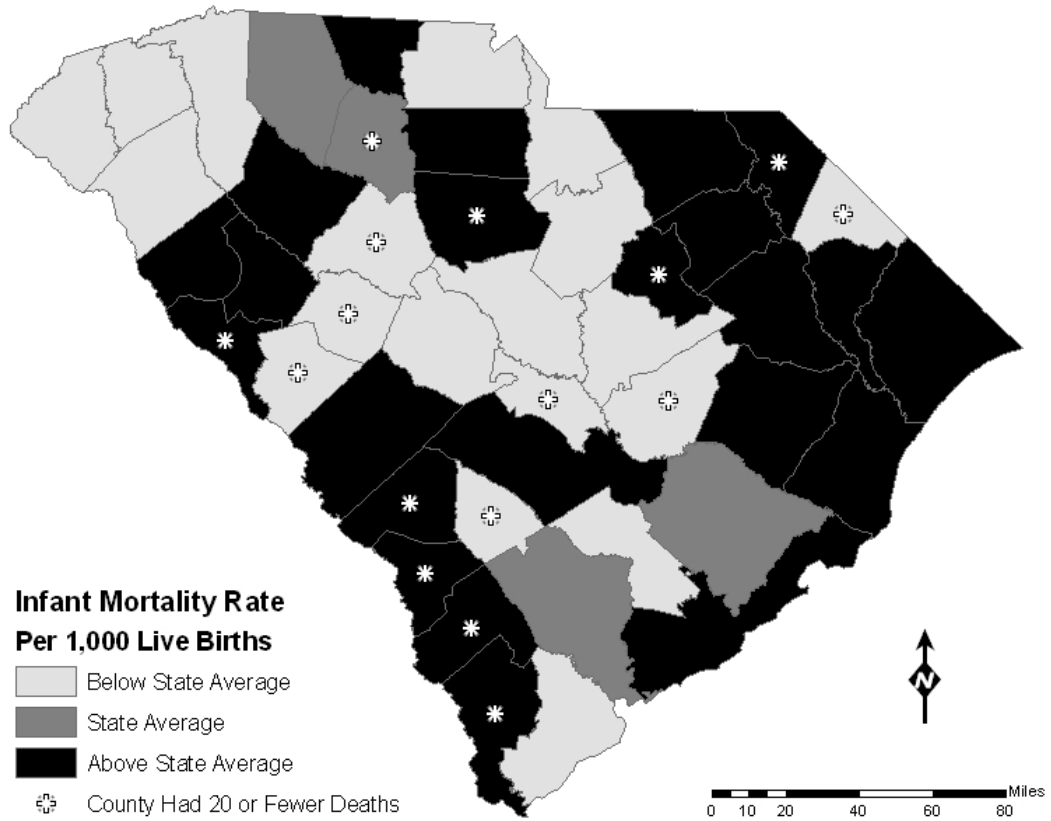 Infant Mortality Rate
Per 1,000 Live Births
Below State Average
State Average
Above State Average
County Had 20 or Fewer Deaths
N
Miles
0 5 10 20 40 60 80